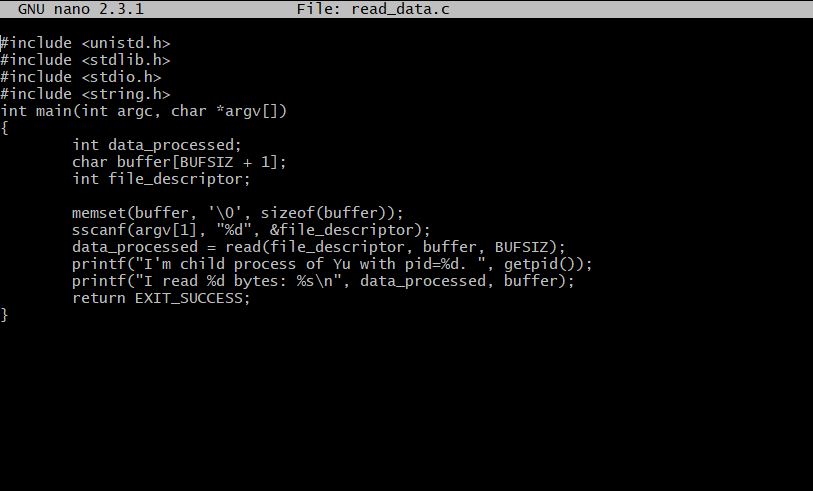 GNU nano 2.3.1 File: read_data.c
#include <unistd.h>
#include <stdlib.h>
#include <stdio.h>
#include <string.h>
int main(int argc, char *argv[])
{
        int data_processed;
        char buffer[BUFSIZ + 1];
        int file_descriptor;

        memset(buffer, '\0', sizeof(buffer));
        sscanf(argv[1], "%d", &file_descriptor);
        data_processed = read(file_descriptor, buffer, BUFSIZ);
        printf("I'm child process of Yu with pid=%d. ", getpid());
        printf("I read %d bytes: %s\n", data_processed, buffer);
        return EXIT_SUCCESS;
}